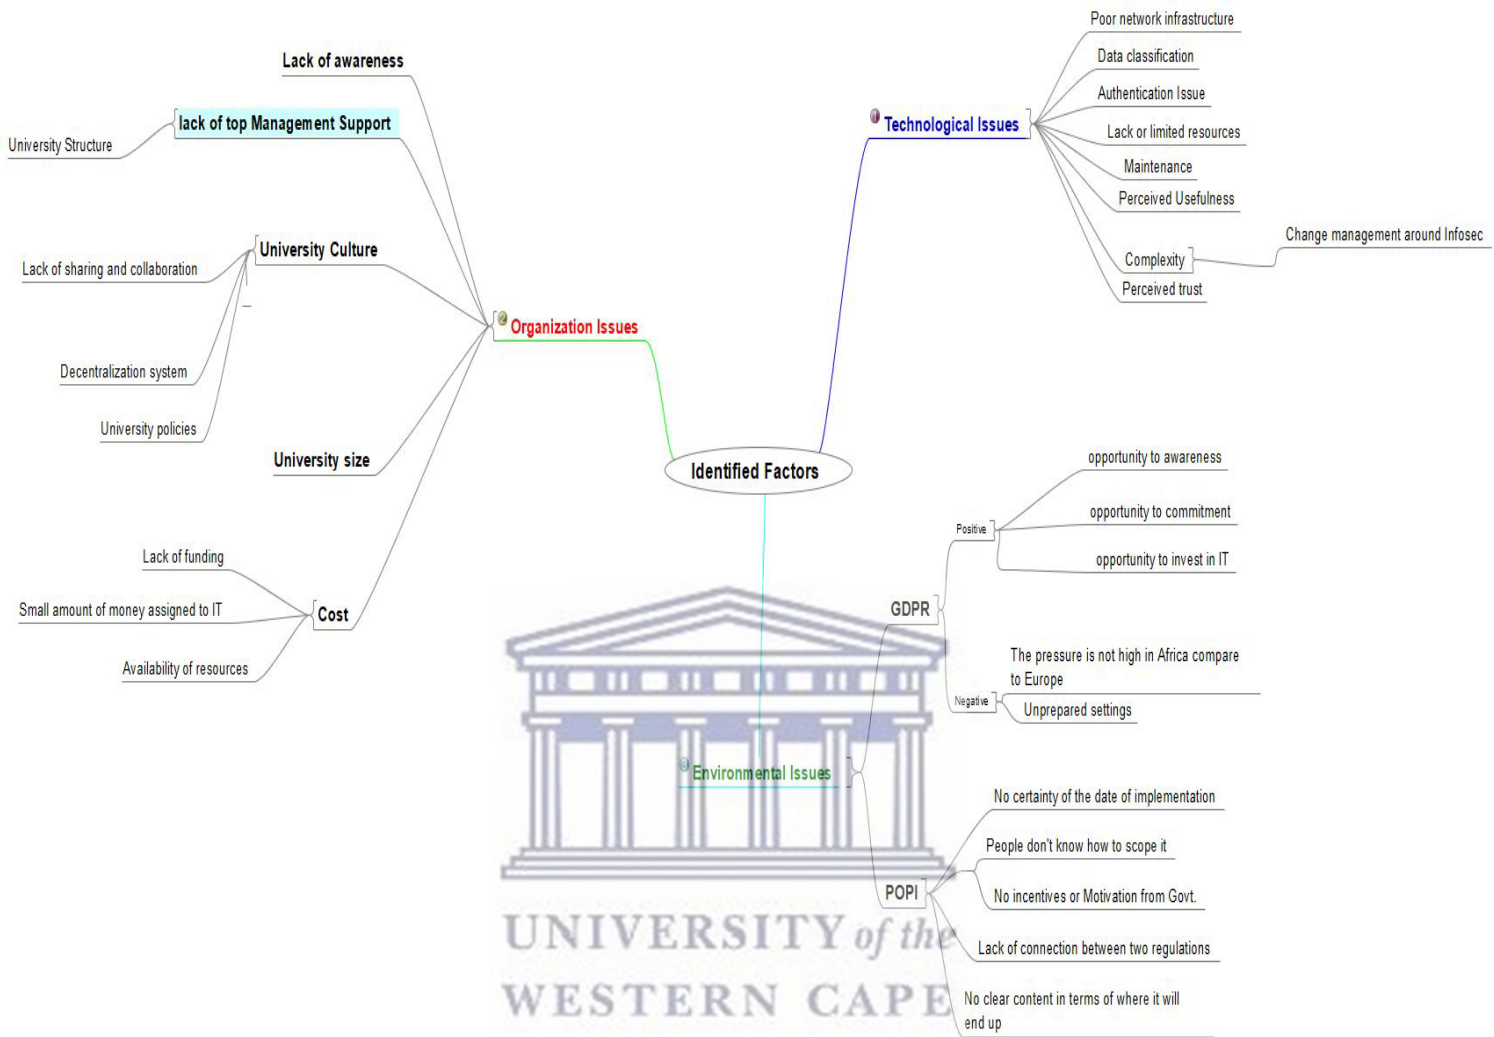 Lack of awareness
lack of top Management Support
University Structure
University Culture
Lack of sharing and collaboration
Decentralization system
University policies
Organization Issues
University size
Lack of funding
Small amount of money assigned to IT
Cost
Availability of resources
Identified Factors
Technological Issues
Poor network infrastructure
Data classification
Authentication Issue
Lack or limited resources
Maintenance
Perceived Usefulness
Complexity
Change management around Infosec
Perceived trust
Environmental Issues
GDPR
Positive
opportunity to awareness
opportunity to commitment
opportunity to invest in IT
Negative
The pressure is not high in Africa compare
to Europe
Unprepared settings
POPI
No certainty of the date of implementation
People don't know how to scope it
No incentives or Motivation from Govt.
Lack of connection between two regulations
No clear content in terms of where it will
end up
UNIVERSITY of the
WESTERN CAPE